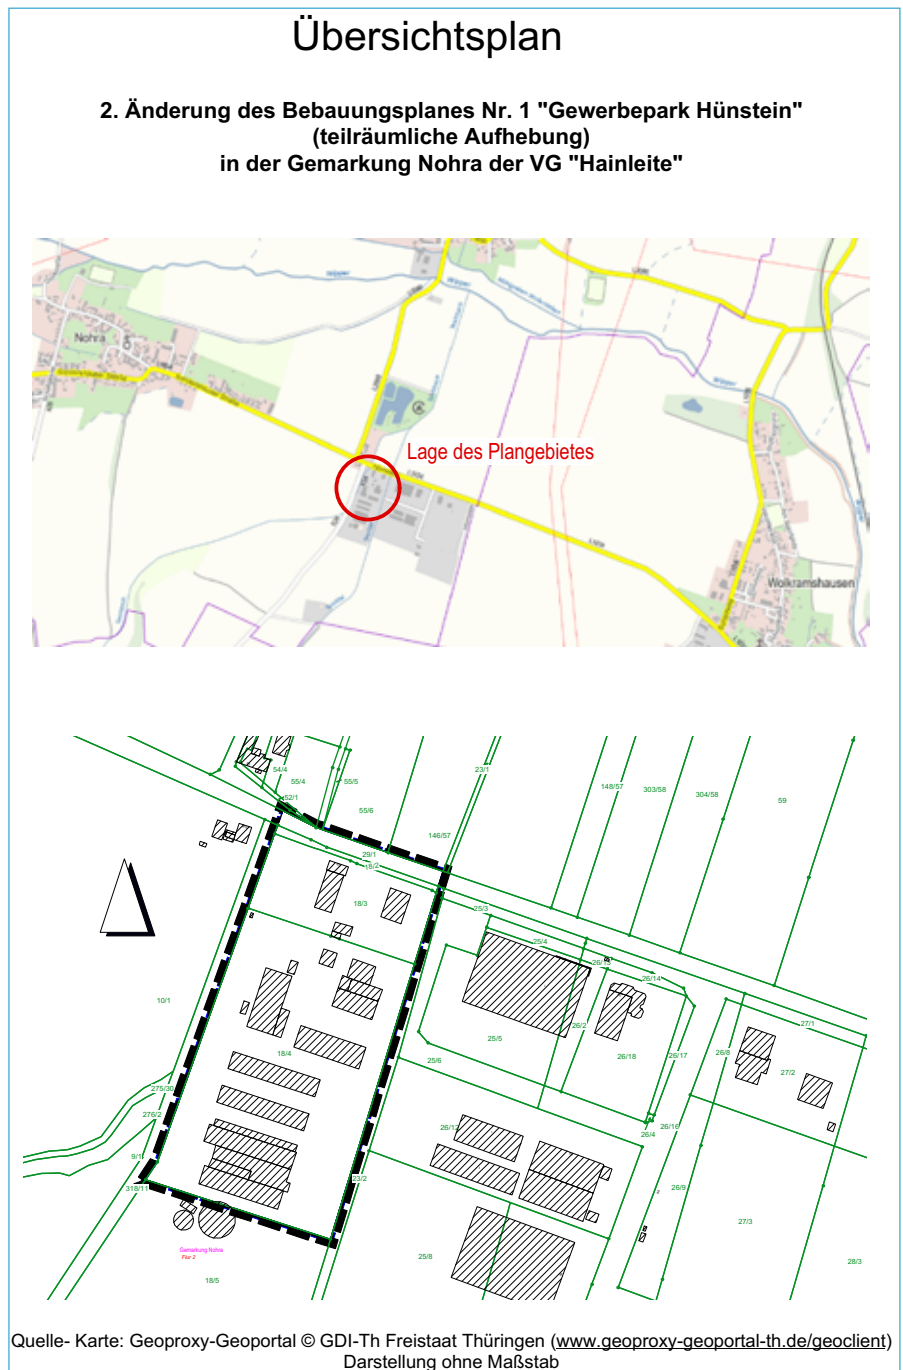 Übersichtsplan
2. Änderung des Bebauungsplanes Nr. 1 "Gewerbepark Hünstein"
(teilräumliche Aufhebung)
in der Gemarkung Nohra der VG "Hainleite"
Wipper
Wipper
Nohra
Wipper
Lage des Plangebietes
Wolkramshausen
54/4
55/4
55/5
52/1
55/6
23/1
146/57
148/57
303/58
304/58
59
29/1
18/2
18/3
25/3
25/4
26/15
26/14
10/1
18/4
25/5
25/6
26/2
26/18
26/17
26/8
27/1
27/2
275/30
276/2
26/12
26/4
26/16
9/1
318/11
23/2
26/9
27/3
Gemarkung Nohra
Flur 2
18/5
25/8
28/3
Quelle- Karte: Geoproxy-Geoportal © GDI-Th Freistaat Thüringen (www.geoproxy-geoportal-th.de/geoclient)
Darstellung ohne Maßstab